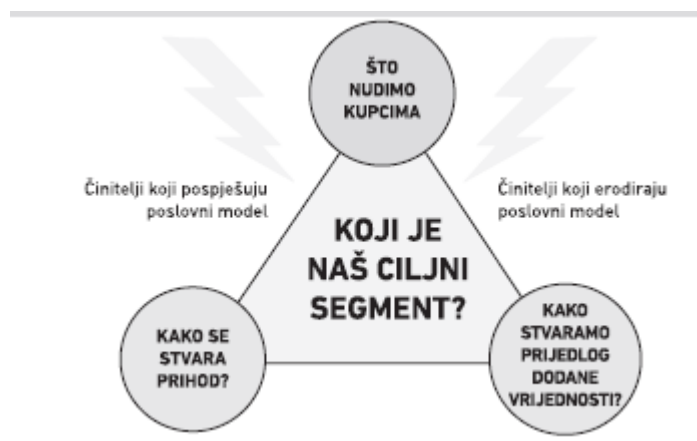 ŠTO
NUDIMO
KUPCIMA
Činitelji koji pospješuju
poslovni model
Činitelji koji erodiraju
poslovni model
KOJI JE
NAŠ CILJNI
SEGMENT?
KAKO SE
STVARA
PRIHOD?
KAKO
STVARAMO
PRIJEDLOG
DODANE
VRIJEDNOSTI?